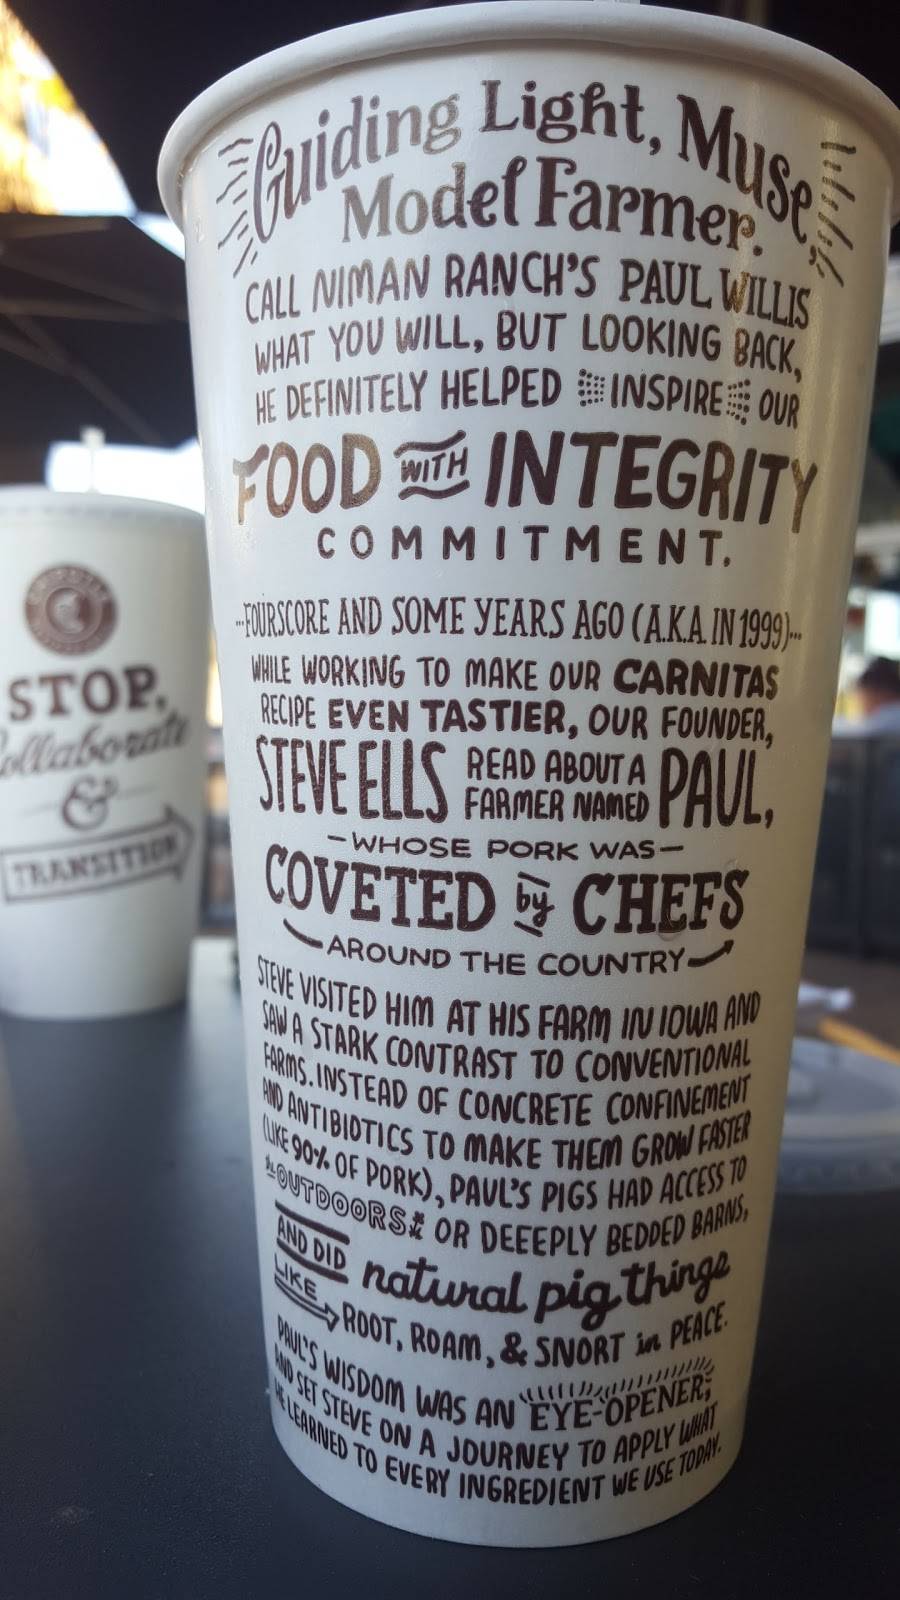 Guiding Light, Muse,
Model Farmer.
CALL NIMAN RANCH'S PAUL WILLIS
WHAT YOU WILL, BUT LOOKING BACK,
HE DEFINITELY HELPED INSPIRE OUR
FOOD WITH INTEGRITY
COMMITMENT.
...FOURSCORE AND SOME YEARS AGO (A.K.A. IN 1999)...
WHILE WORKING TO MAKE OUR CARNITAS
RECIPE EVEN TASTIER, OUR FOUNDER,
STEVE ELLS READ ABOUT A
FARMER NAMED PAUL,
—WHOSE PORK WAS—
COVETED by CHEFS
AROUND THE COUNTRY
STEVE VISITED HIM AT HIS FARM IN IOWA AND
SAW A STARK CONTRAST TO CONVENTIONAL
FARMS. INSTEAD OF CONCRETE CONFINEMENT
AND ANTIBIOTICS TO MAKE THEM GROW FASTER
(LIKE 90% OF PORK), PAUL'S PIGS HAD ACCESS TO
OUTDOORS OR DEEEPLY BEDDED BARNS,
AND DID natural pig things
LIKE ROOT, ROAM, & SNORT in PEACE.
PAUL'S WISDOM WAS AN EYE-OPENER,
AND SET STEVE ON A JOURNEY TO APPLY WHAT
HE LEARNED TO EVERY INGREDIENT WE USE TODAY.
STOP,
Collaborate
&
TRANSITION